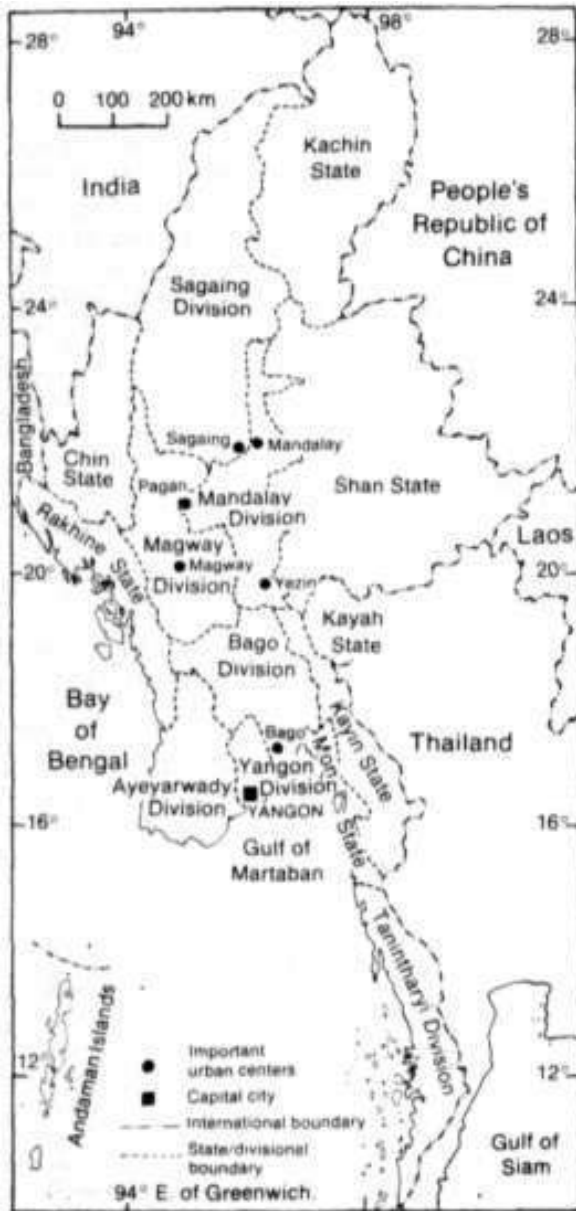 94°
98°
28°
28°
0 100 200 km
Kachin
State
India
People's
Republic of
China
Sagaing
Division
24°
24°
Bangladesh
Chin
State
Sagaing
Mandalay
Pagan
Mandalay
Division
Shan State
Rakhine State
Magway
Magway
Division
Laos
20°
20°
Yezin
Kayah
State
Bago
Division
Bay
of
Bengal
Kayin State
Thailand
Bago
Mon
State
Yangon
Division
YANGON
Ayeyarwady
Division
16°
16°
Gulf of
Martaban
Tanintharyi Division
Andaman Islands
12°
12°
Important
urban centers
Capital city
International boundary
State/divisional
boundary
Gulf of
Siam
94° E. of Greenwich.